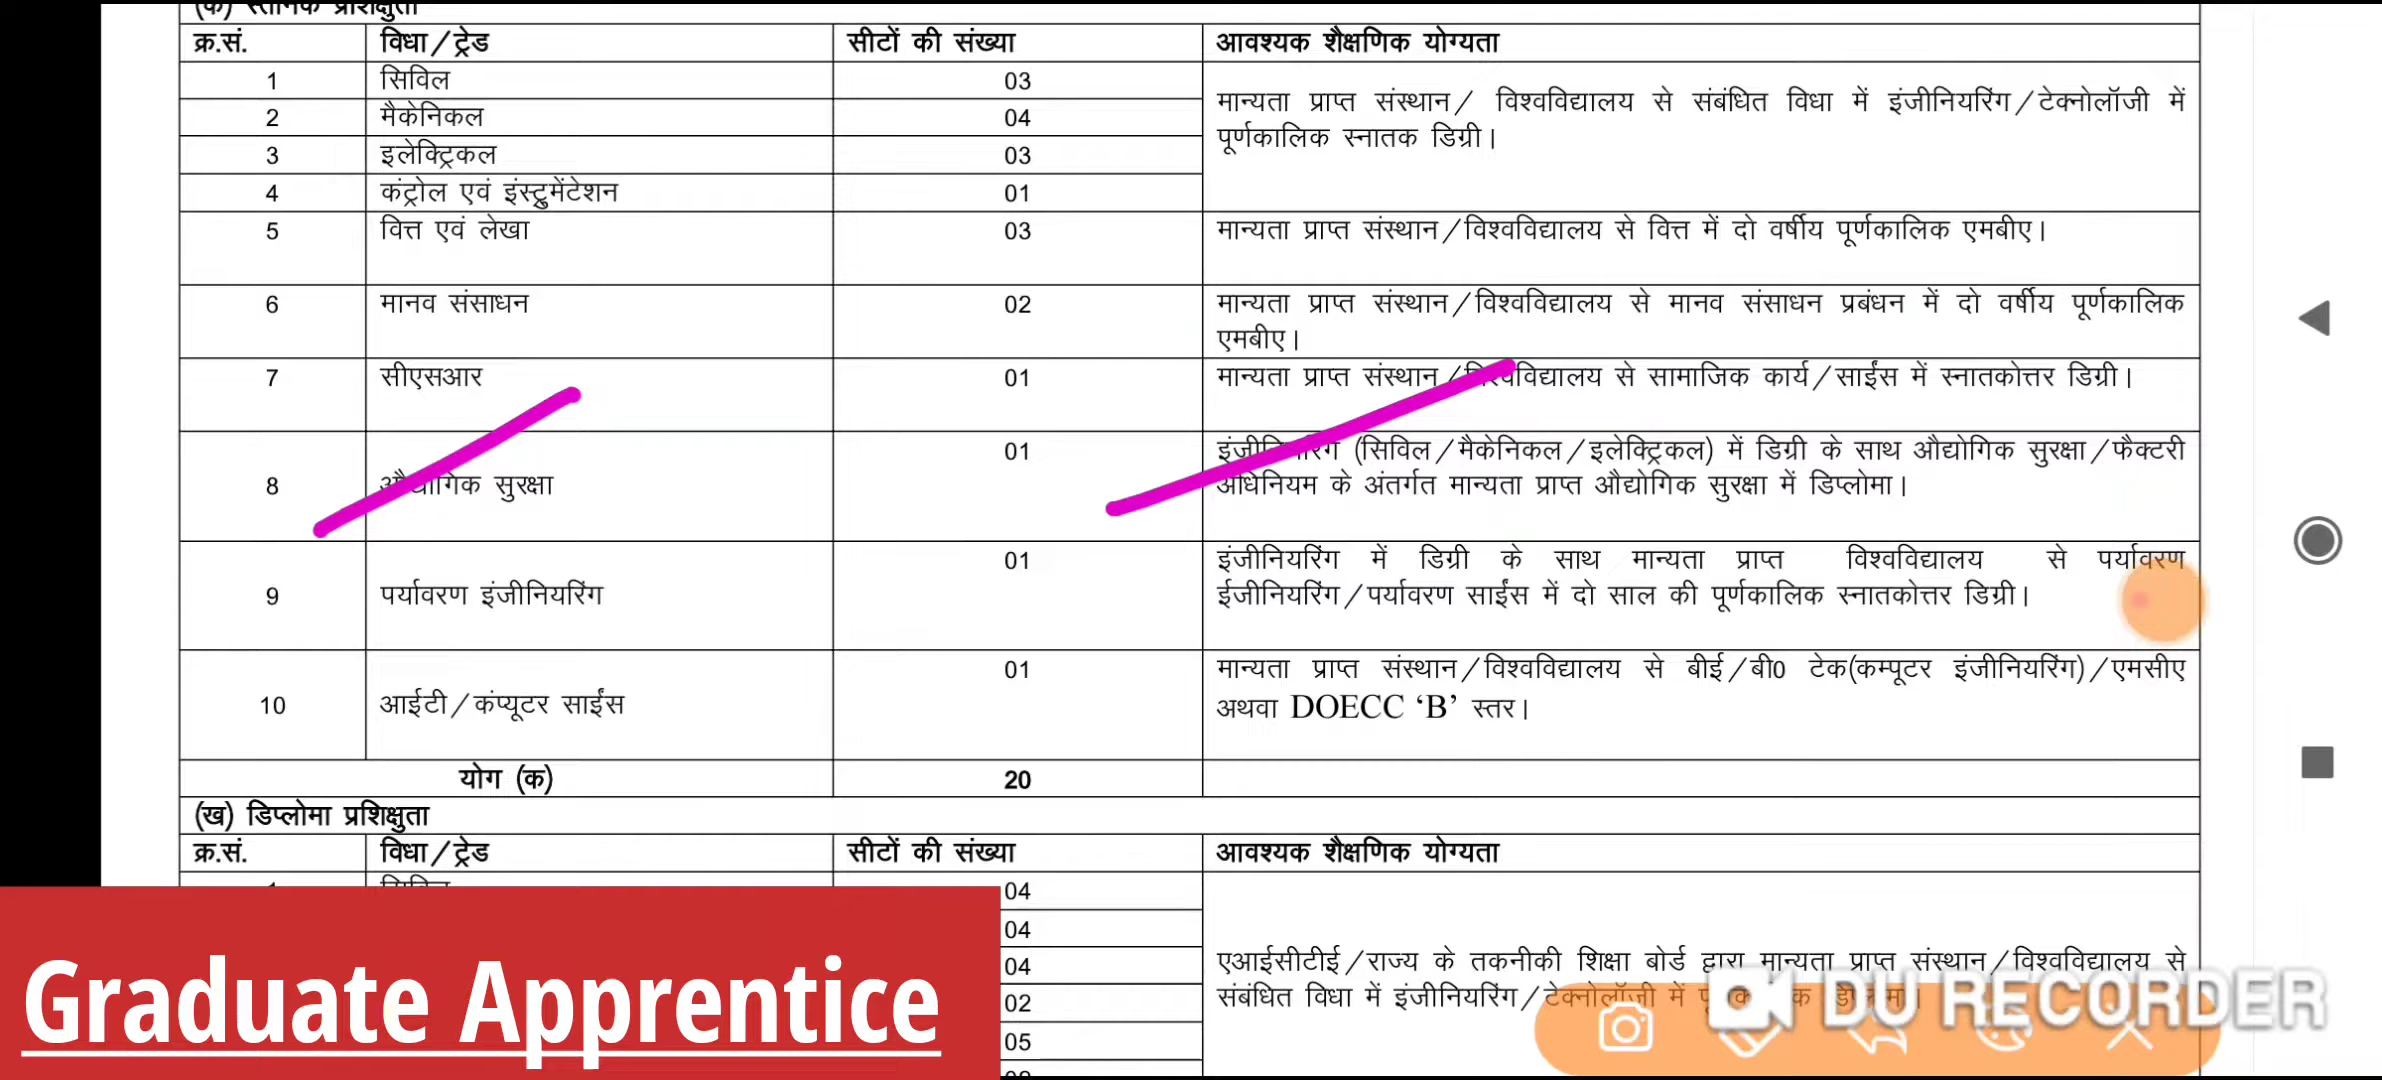 (क) स्नातक प्रशिक्षुता
क्र.सं. विधा/ट्रेड सीटों की संख्या आवश्यक शैक्षणिक योग्यता
1 सिविल 03
2 मैकेनिकल 04
3 इलेक्ट्रिकल 03
4 कंट्रोल एवं इंस्ट्रुमेंटेशन 01
मान्यता प्राप्त संस्थान/ विश्वविद्यालय से संबंधित विधा में इंजीनियरिंग/टेक्नोलॉजी में
पूर्णकालिक स्नातक डिग्री।
5 वित्त एवं लेखा 03 मान्यता प्राप्त संस्थान/विश्वविद्यालय से वित्त में दो वर्षीय पूर्णकालिक एमबीए।
6 मानव संसाधन 02 मान्यता प्राप्त संस्थान/विश्वविद्यालय से मानव संसाधन प्रबंधन में दो वर्षीय पूर्णकालिक
एमबीए।
7 सीएसआर 01 मान्यता प्राप्त संस्थान/विश्वविद्यालय से सामाजिक कार्य/साईंस में स्नातकोत्तर डिग्री।
01 इंजीनियरिंग (सिविल/मैकेनिकल/इलेक्ट्रिकल) में डिग्री के साथ औद्योगिक सुरक्षा/फैक्टरी
8 औद्योगिक सुरक्षा अधिनियम के अंतर्गत मान्यता प्राप्त औद्योगिक सुरक्षा में डिप्लोमा।
01 इंजीनियरिंग में डिग्री के साथ मान्यता प्राप्त विश्वविद्यालय से पर्यावरण
9 पर्यावरण इंजीनियरिंग ईजीनियरिंग/पर्यावरण साईंस में दो साल की पूर्णकालिक स्नातकोत्तर डिग्री।
01 मान्यता प्राप्त संस्थान/विश्वविद्यालय से बीई/बी0 टेक(कम्पूटर इंजीनियरिंग)/एमसीए
10 आईटी/कंप्यूटर साईंस अथवा DOECC ‘B’ स्तर।
योग (क) 20
(ख) डिप्लोमा प्रशिक्षुता
क्र.सं. विधा/ट्रेड सीटों की संख्या आवश्यक शैक्षणिक योग्यता
1 सिविल 04
04
04
02
05
एआईसीटीई/राज्य के तकनीकी शिक्षा बोर्ड द्वारा मान्यता प्राप्त संस्थान/विश्वविद्यालय से
संबंधित विधा में इंजीनियरिंग/टेक्नोलॉजी में डिप्लोमा।
Graduate Apprentice
DU RECORDER